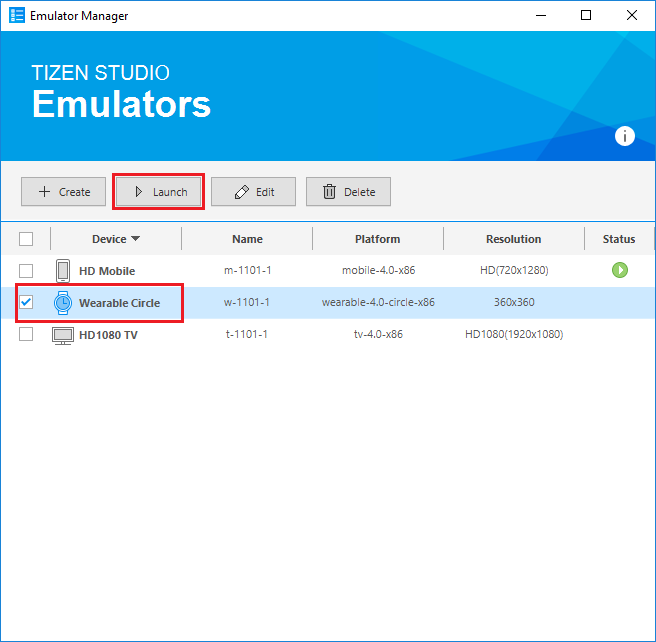 Emulator Manager
TIZEN STUDIO
Emulators
Create Launch Edit Delete
Device Name Platform Resolution Status
HD Mobile m-1101-1 mobile-4.0-x86 HD(720x1280)
Wearable Circle w-1101-1 wearable-4.0-circle-x86 360x360
HD1080 TV t-1101-1 tv-4.0-x86 HD1080(1920x1080)